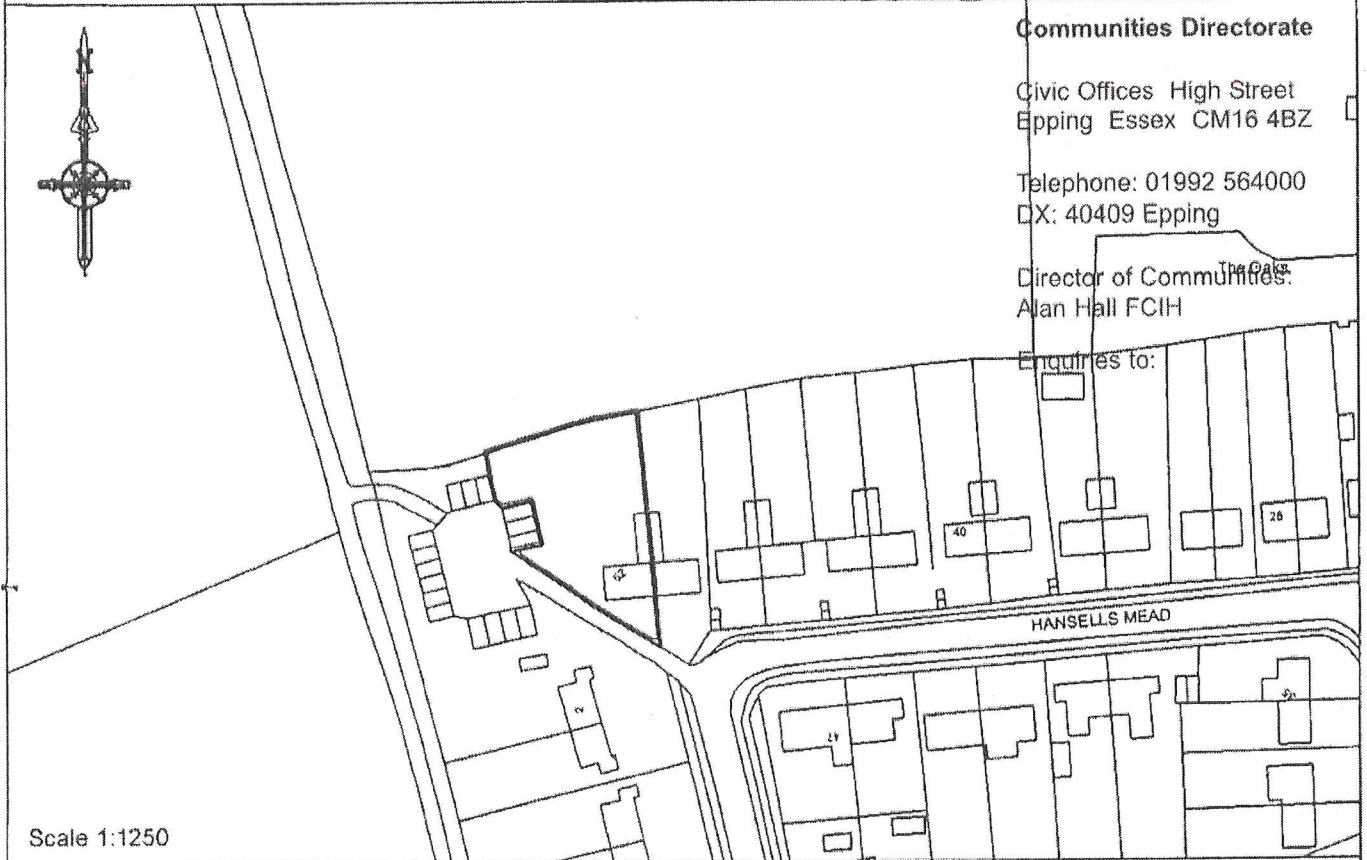 N
Communities Directorate
Civic Offices High Street
Epping Essex CM16 4BZ
Telephone: 01992 564000
DX: 40409 Epping
The Oaks
Director of Communities:
Alan Hall FCIH
Enquiries to:
40
26
HANSELLS MEAD
2
47
Scale 1:1250